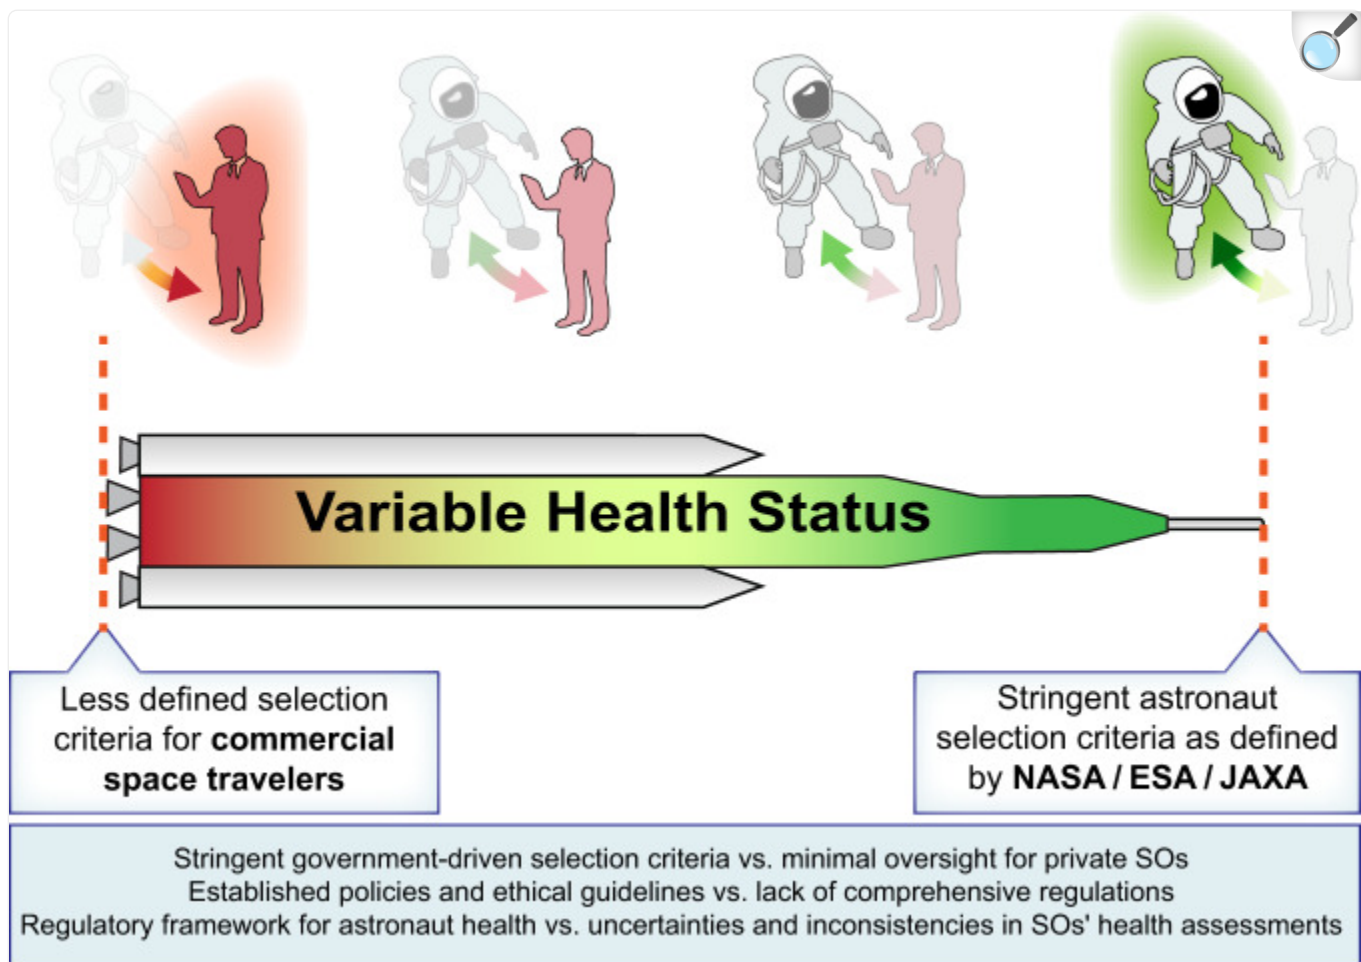 Variable Health Status
Less defined selection
criteria for commercial
space travelers
Stringent astronaut
selection criteria as defined
by NASA / ESA / JAXA
Stringent government-driven selection criteria vs. minimal oversight for private SOs
Established policies and ethical guidelines vs. lack of comprehensive regulations
Regulatory framework for astronaut health vs. uncertainties and inconsistencies in SOs' health assessments